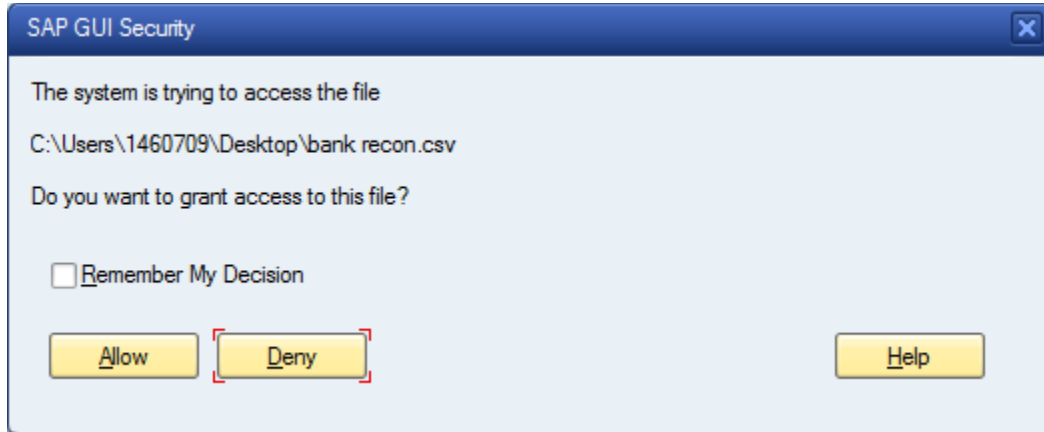 SAP GUI Security
The system is trying to access the file
C:\Users\1460709\Desktop\bank recon.csv
Do you want to grant access to this file?
Remember My Decision
Allow Deny Help